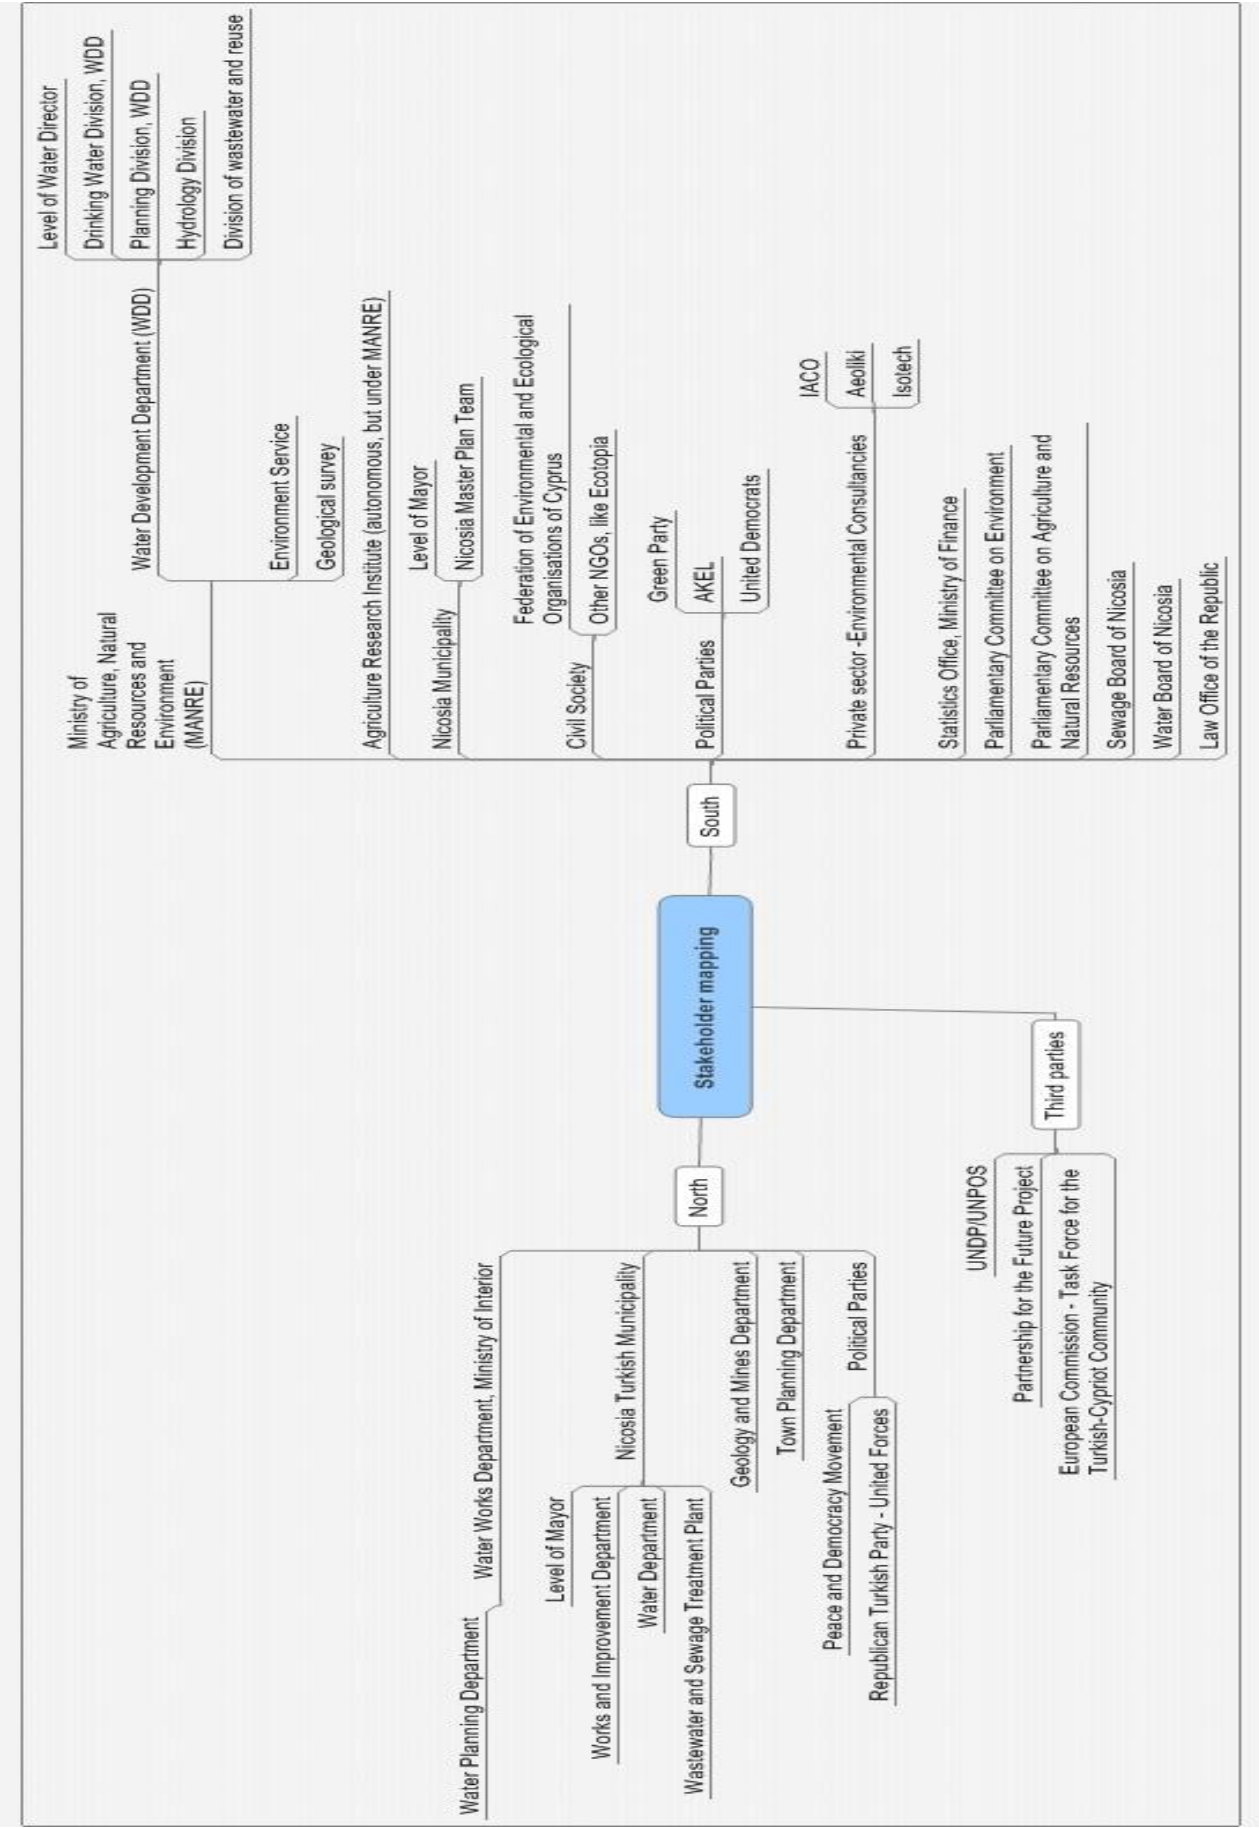 Stakeholder mapping
North
Water Works Department, Ministry of Interior
Water Planning Department
Nicosia Turkish Municipality
Level of Mayor
Works and Improvement Department
Water Department
Wastewater and Sewage Treatment Plant
Geology and Mines Department
Town Planning Department
Political Parties
Peace and Democracy Movement
Republican Turkish Party - United Forces
Third parties
UNDP/UNPOS
Partnership for the Future Project
European Commission - Task Force for the
Turkish-Cypriot Community
South
Ministry of
Agriculture, Natural
Resources and
Environment
(MANRE)
Water Development Department (WDD)
Level of Water Director
Drinking Water Division, WDD
Planning Division, WDD
Hydrology Division
Division of wastewater and reuse
Environment Service
Geological survey
Agriculture Research Institute (autonomous, but under MANRE)
Nicosia Municipality
Level of Mayor
Nicosia Master Plan Team
Civil Society
Federation of Environmental and Ecological
Organisations of Cyprus
Other NGOs, like Ecotopia
Political Parties
Green Party
AKEL
United Democrats
Private sector -Environmental Consultancies
IACO
Aeoliki
Isotech
Statistics Office, Ministry of Finance
Parliamentary Committee on Environment
Parliamentary Committee on Agriculture and
Natural Resources
Sewage Board of Nicosia
Water Board of Nicosia
Law Office of the Republic